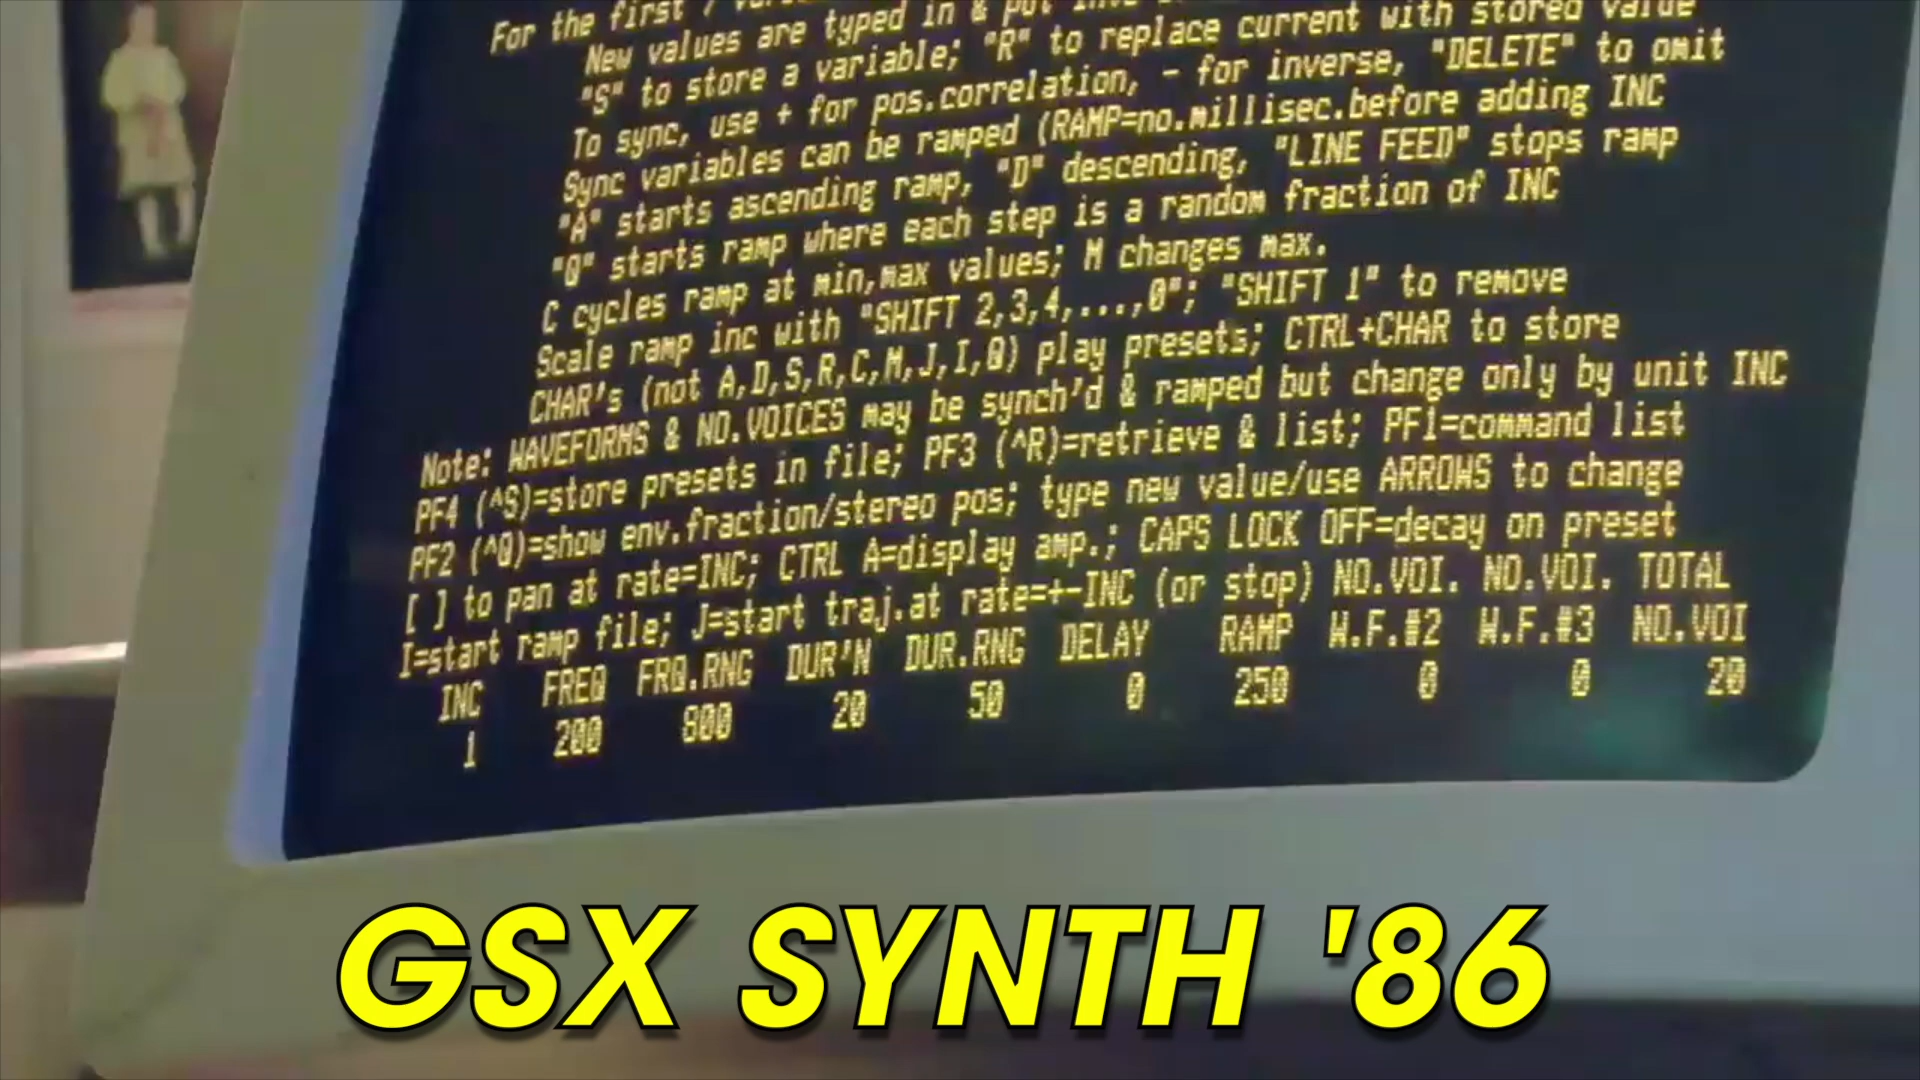 For the first 7
New values are typed in & put
"S" to store a variable; "R" to replace current with stored value
To sync, use + for pos.correlation, - for inverse, "DELETE" to omit
Sync variables can be ramped (RAMP=no.millisec.before adding INC
"A" starts ascending ramp, "D" descending, "LINE FEED" stops ramp
"Q" starts ramp where each step is a random fraction of INC
C cycles ramp at min,max values; M changes max.
Scale ramp inc with "SHIFT 2,3,4,...,0"; "SHIFT 1" to remove
CHAR's (not A,D,S,R,C,M,J,I,Q) play presets; CTRL+CHAR to store
Note: WAVEFORMS & NO.VOICES may be synch'd & ramped but change only by unit INC
PF4 (^S)=store presets in file; PF3 (^R)=retrieve & list; PF1=command list
PF2 (^Q)=show env.fraction/stereo pos; type new value/use ARROWS to change
[ ] to pan at rate=INC; CTRL A=display amp.; CAPS LOCK OFF=decay on preset
I=start ramp file; J=start traj.at rate=+-INC (or stop) NO.VOI. NO.VOI. TOTAL
INC FREQ FRQ.RNG DUR'N DUR.RNG DELAY RAMP W.F.#2 W.F.#3 NO.VOI
1 200 800 20 50 0 250 0 0 20
GSX SYNTH '86